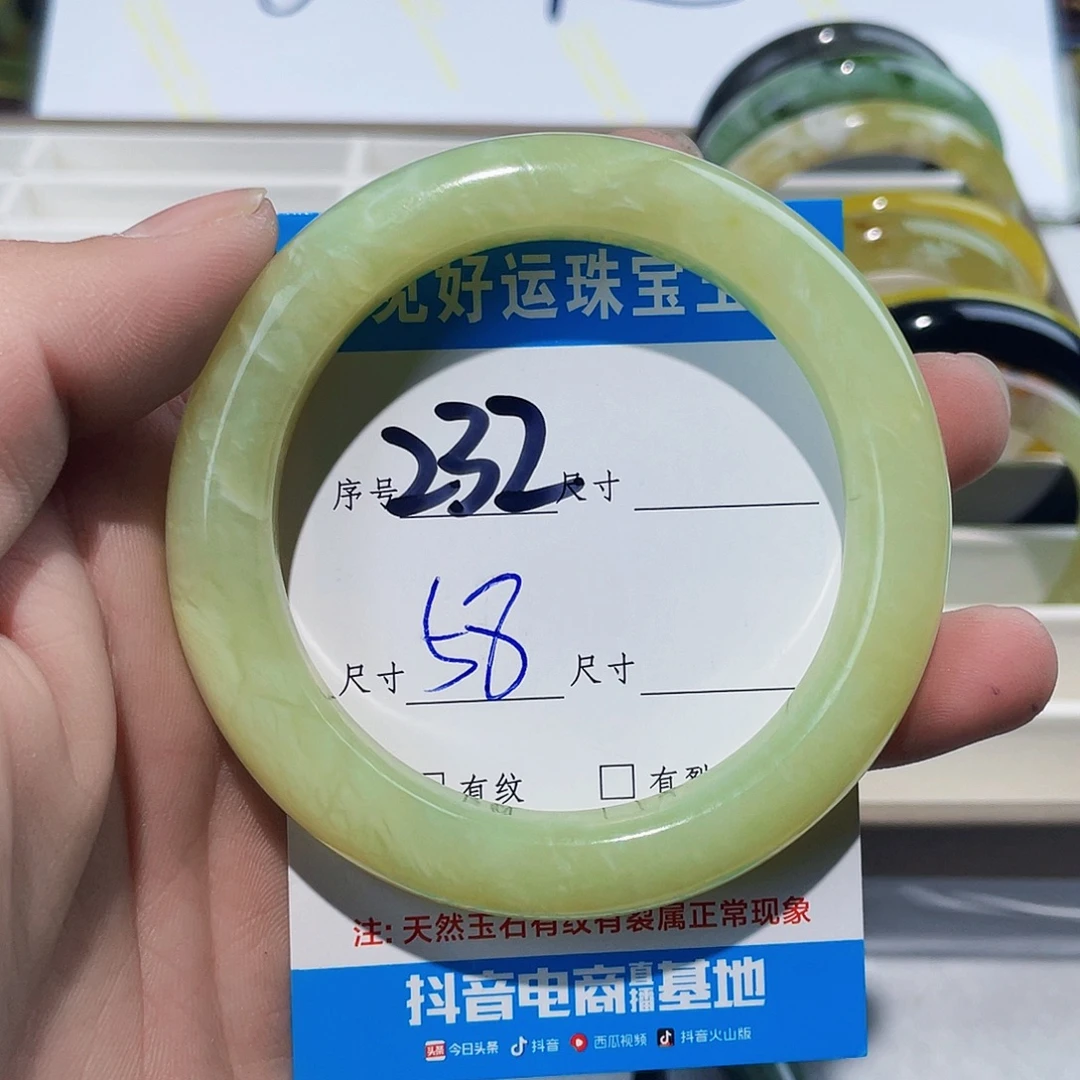 好运珠宝
序号 232 尺寸
尺寸 58 尺寸
□ 有纹 □ 有裂
注: 天然玉石有纹有裂属正常现象
抖音电商直播基地
头条 今日头条 抖音 西瓜视频 抖音火山版